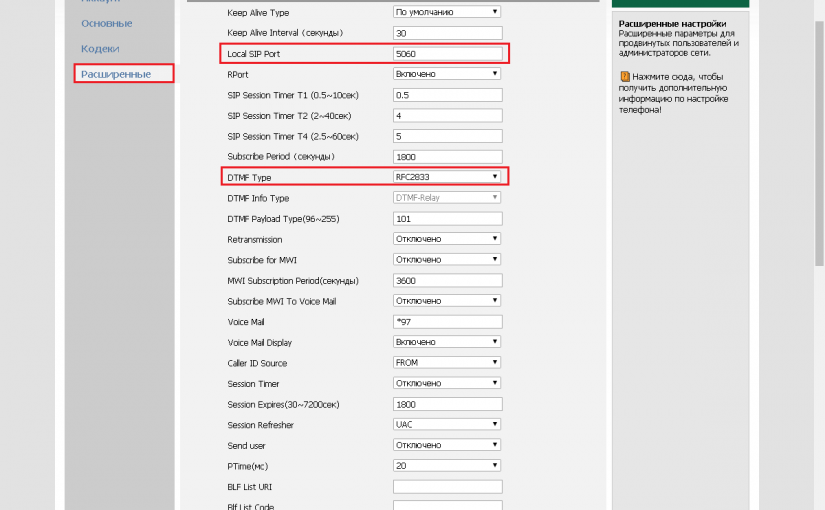 Аккаунт
Основные
Кодеки
Расширенные
Keep Alive Type По умолчанию
Keep Alive Interval (секунды) 30
Local SIP Port 5060
RPort Включено
SIP Session Timer T1 (0.5~10сек) 0.5
SIP Session Timer T2 (2~40сек) 4
SIP Session Timer T4 (2.5~60сек) 5
Subscribe Period (секунды) 1800
DTMF Type RFC2833
DTMF Info Type DTMF-Relay
DTMF Payload Type(96~255) 101
Retransmission Отключено
Subscribe for MWI Отключено
MWI Subscription Period(секунды) 3600
Subscribe MWI To Voice Mail Отключено
Voice Mail *97
Voice Mail Display Включено
Caller ID Source FROM
Session Timer Отключено
Session Expires(30~7200сек) 1800
Session Refresher UAC
Send user Отключено
PTime(мс) 20
BLF List URI
Blf List Code
Расширенные настройки
Расширенные параметры для
продвинутых пользователей и
администраторов сети.
Нажмите сюда, чтобы
получить дополнительную
информацию по настройке
телефона!